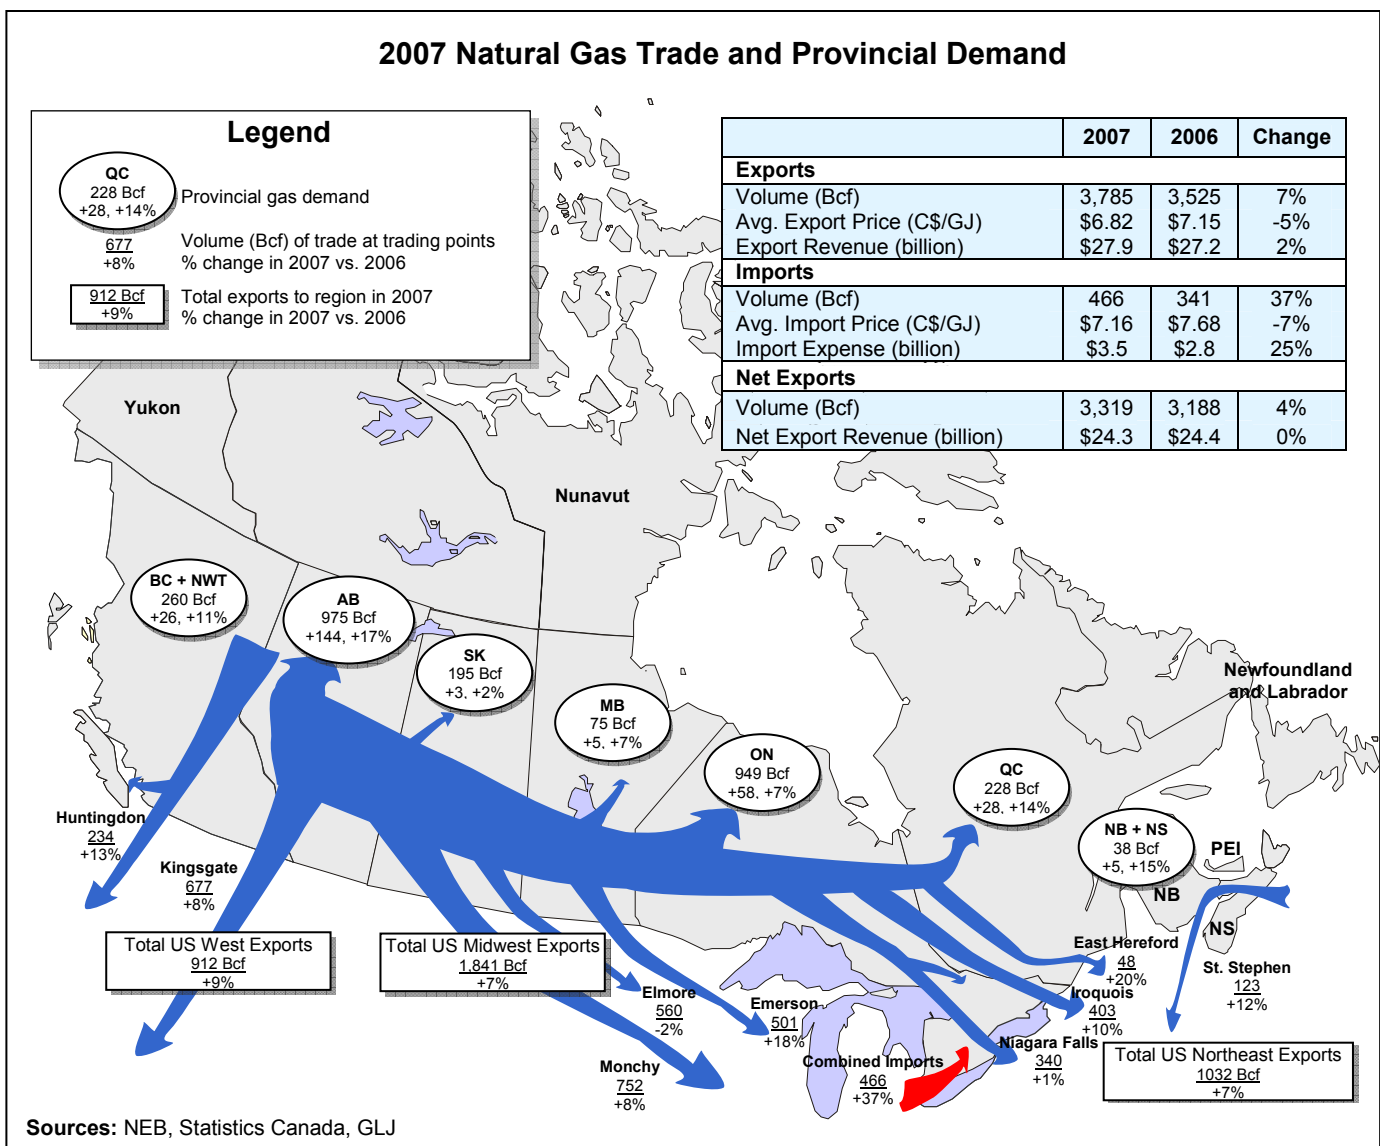 2007 Natural Gas Trade and Provincial Demand
Legend
QC
228 Bcf
+28, +14%
Provincial gas demand
677
+8%
Volume (Bcf) of trade at trading points
% change in 2007 vs. 2006
912 Bcf
+9%
Total exports to region in 2007
% change in 2007 vs. 2006
2007 2006 Change
Exports
Volume (Bcf) 3,785 3,525 7%
Avg. Export Price (C$/GJ) $6.82 $7.15 -5%
Export Revenue (billion) $27.9 $27.2 2%
Imports
Volume (Bcf) 466 341 37%
Avg. Import Price (C$/GJ) $7.16 $7.68 -7%
Import Expense (billion) $3.5 $2.8 25%
Net Exports
Volume (Bcf) 3,319 3,188 4%
Net Export Revenue (billion) $24.3 $24.4 0%
Yukon
Nunavut
BC + NWT
260 Bcf
+26, +11%
AB
975 Bcf
+144, +17%
SK
195 Bcf
+3, +2%
MB
75 Bcf
+5, +7%
ON
949 Bcf
+58, +7%
QC
228 Bcf
+28, +14%
NB + NS
38 Bcf
+5, +15%
Newfoundland
and Labrador
PEI
NB
NS
Huntingdon
234
+13%
Kingsgate
677
+8%
Total US West Exports
912 Bcf
+9%
Total US Midwest Exports
1,841 Bcf
+7%
Elmore
560
-2%
Emerson
501
+18%
Monchy
752
+8%
Combined Imports
466
+37%
Niagara Falls
340
+1%
Iroquois
403
+10%
East Hereford
48
+20%
St. Stephen
123
+12%
Total US Northeast Exports
1032 Bcf
+7%
Sources: NEB, Statistics Canada, GLJ